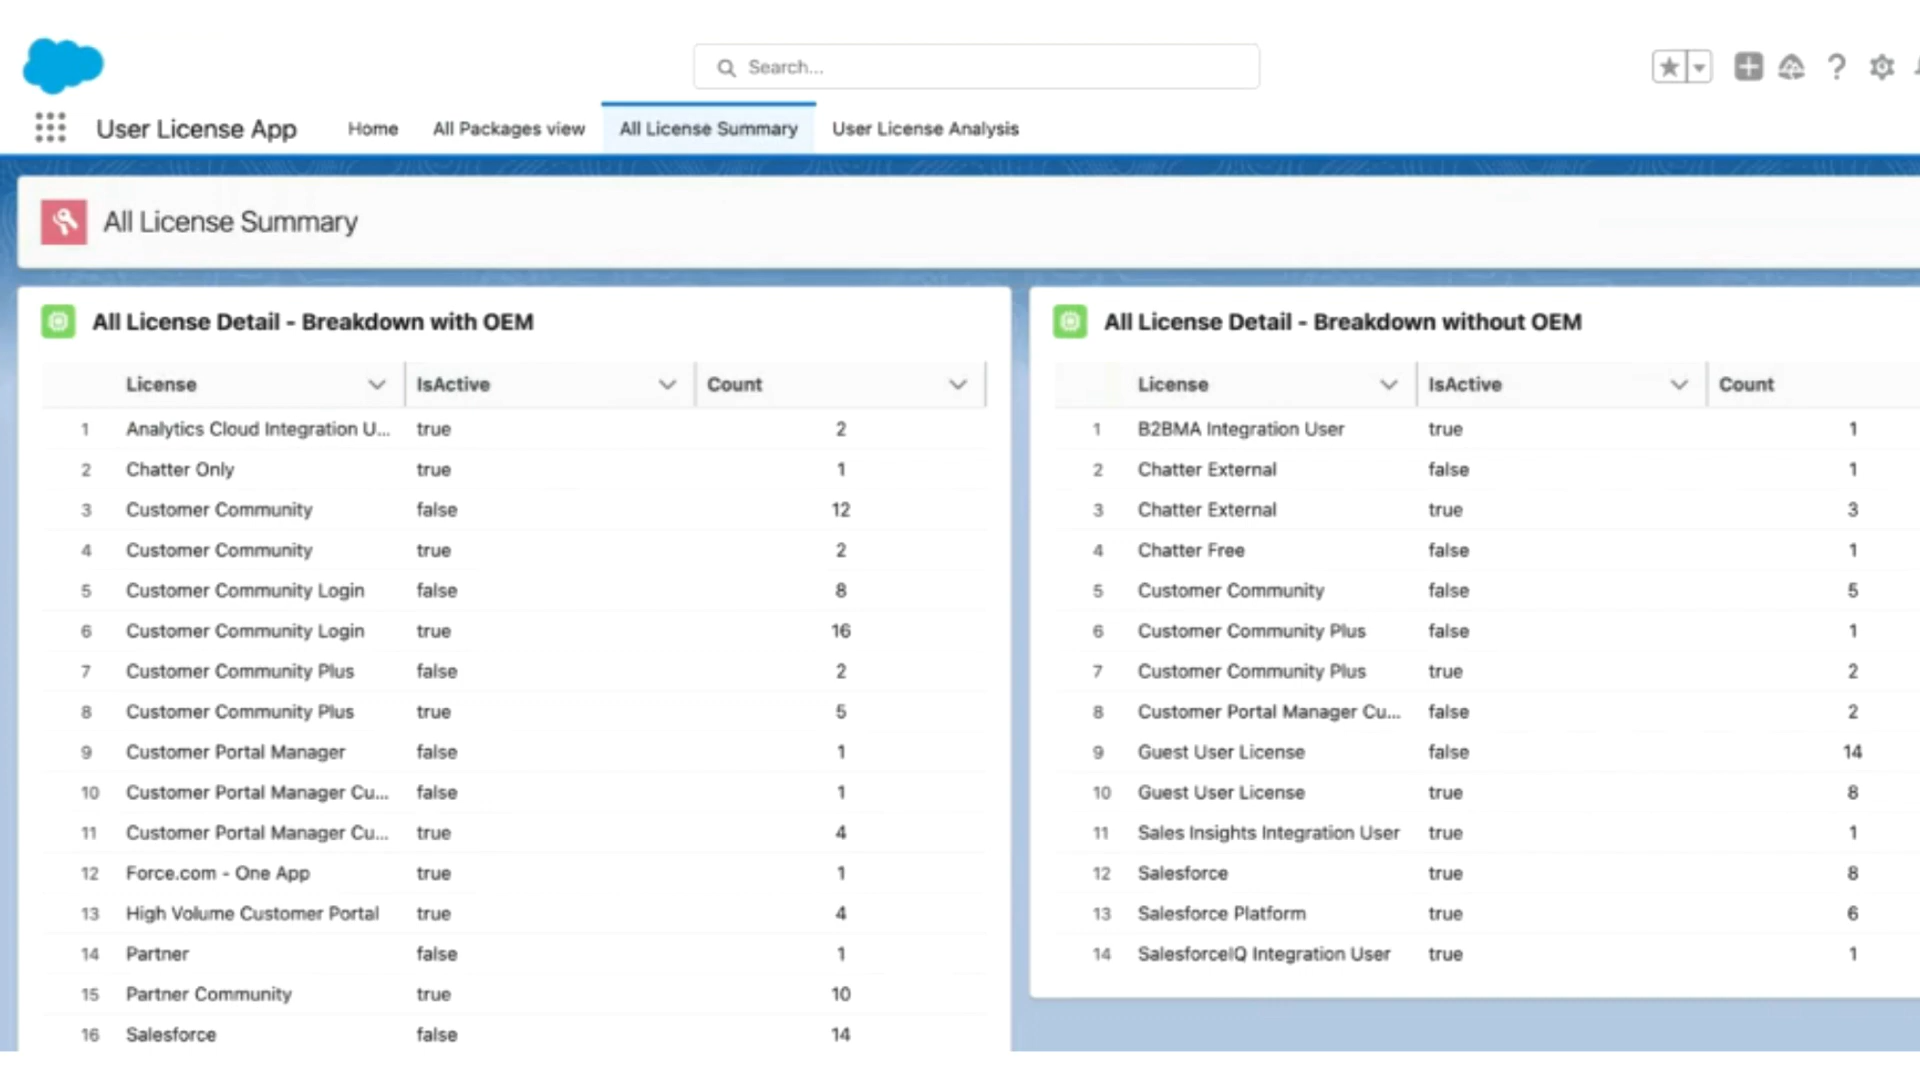 Search...
User License App Home All Packages view All License Summary User License Analysis
All License Summary
All License Detail - Breakdown with OEM
License IsActive Count
1 Analytics Cloud Integration U... true 2
2 Chatter Only true 1
3 Customer Community false 12
4 Customer Community true 2
5 Customer Community Login false 8
6 Customer Community Login true 16
7 Customer Community Plus false 2
8 Customer Community Plus true 5
9 Customer Portal Manager false 1
10 Customer Portal Manager Cu... false 1
11 Customer Portal Manager Cu... true 4
12 Force.com - One App true 1
13 High Volume Customer Portal true 4
14 Partner false 1
15 Partner Community true 10
16 Salesforce false 14
All License Detail - Breakdown without OEM
License IsActive Count
1 B2BMA Integration User true 1
2 Chatter External false 1
3 Chatter External true 3
4 Chatter Free false 1
5 Customer Community false 5
6 Customer Community Plus false 1
7 Customer Community Plus true 2
8 Customer Portal Manager Cu... false 2
9 Guest User License false 14
10 Guest User License true 8
11 Sales Insights Integration User true 1
12 Salesforce true 8
13 Salesforce Platform true 6
14 SalesforceIQ Integration User true 1